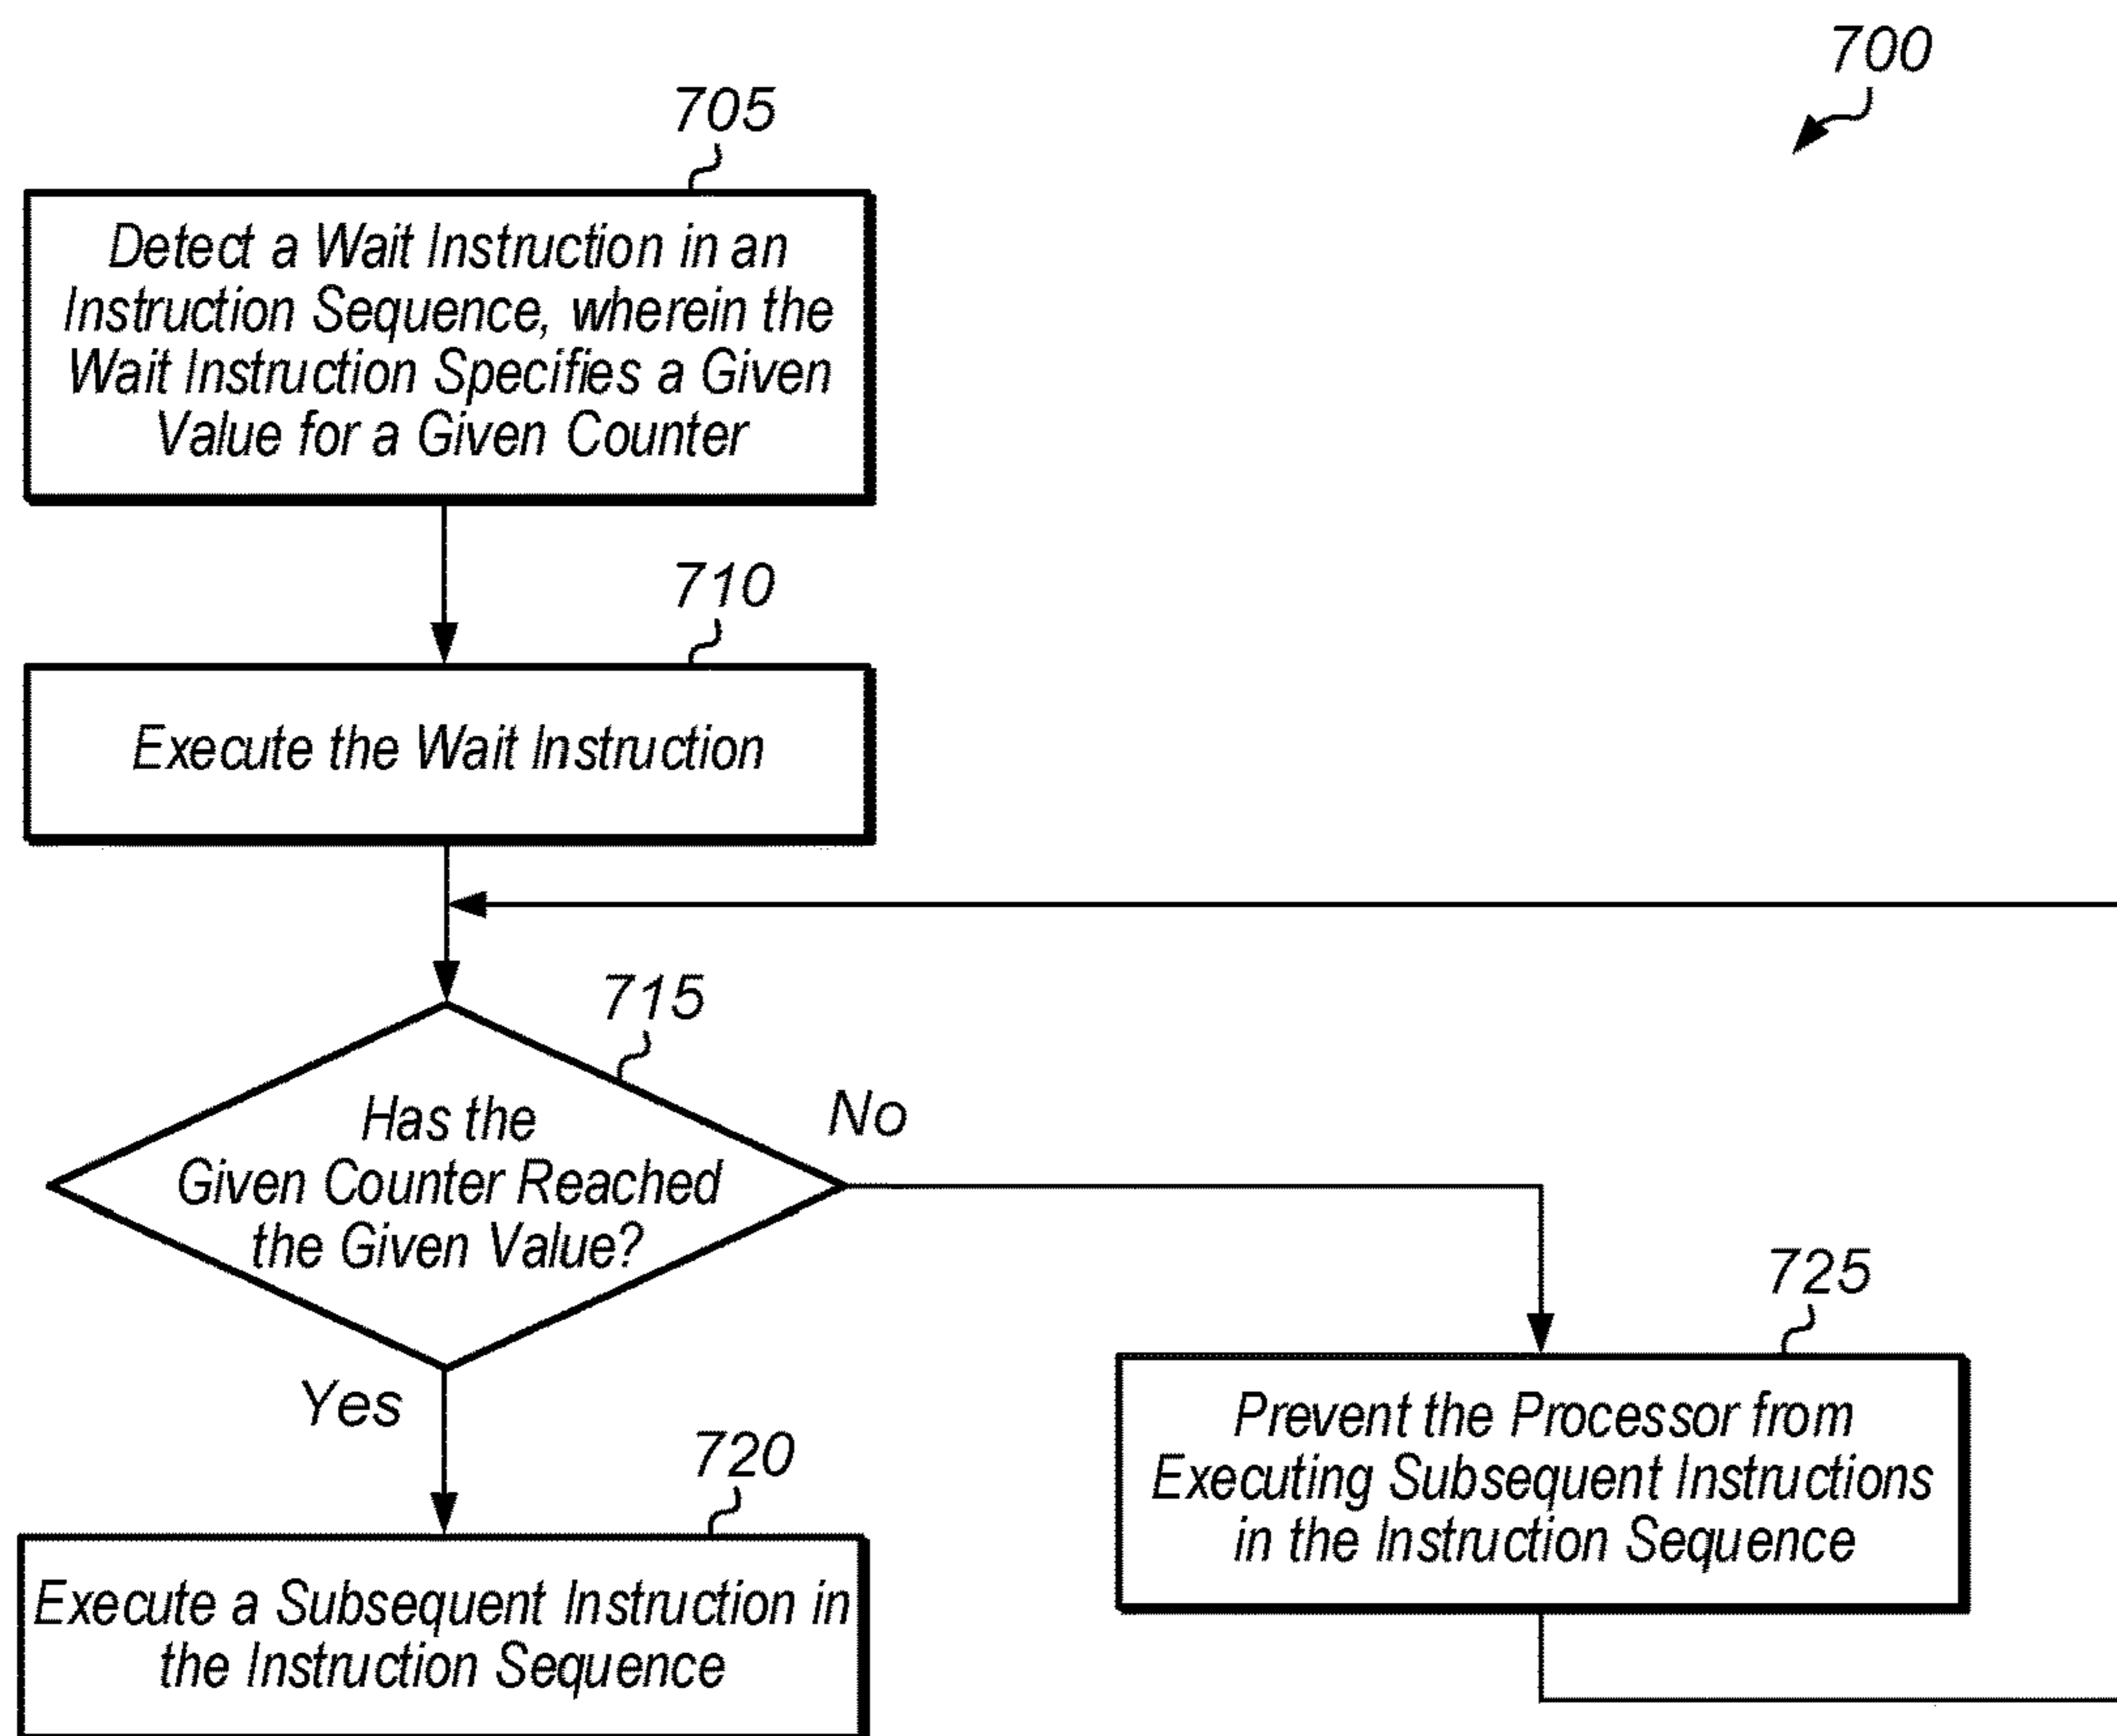 700
705
Detect a Wait Instruction in an
Instruction Sequence, wherein the
Wait Instruction Specifies a Given
Value for a Given Counter
710
Execute the Wait Instruction
715
Has the
Given Counter Reached
the Given Value?
No
Yes
720
Execute a Subsequent Instruction in
the Instruction Sequence
725
Prevent the Processor from
Executing Subsequent Instructions
in the Instruction Sequence